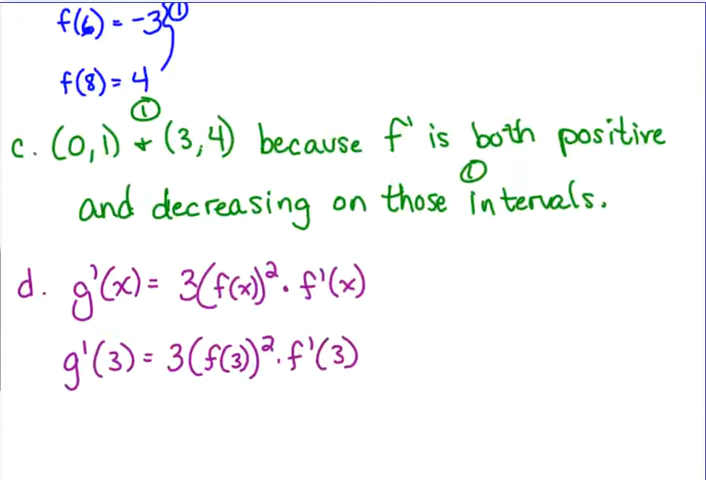 f(6) = -3 ①
f(8) = 4
①
c. (0,1) + (3,4) because f' is both positive
①
and decreasing on those intervals.
d. g'(x) = 3(f(x))² · f'(x)
g'(3) = 3(f(3))² · f'(3)